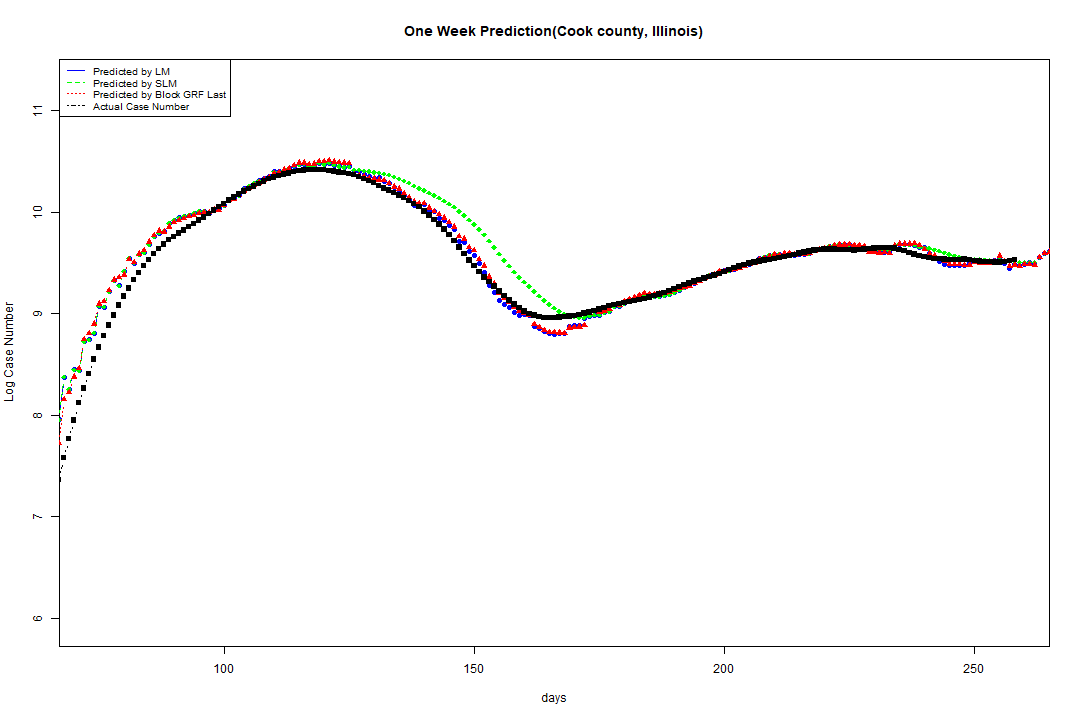 One Week Prediction(Cook county, Illinois)
Predicted by LM
Predicted by SLM
Predicted by Block GRF Last
Actual Case Number
11
10
9
8
7
6
Log Case Number
100
150
200
250
days